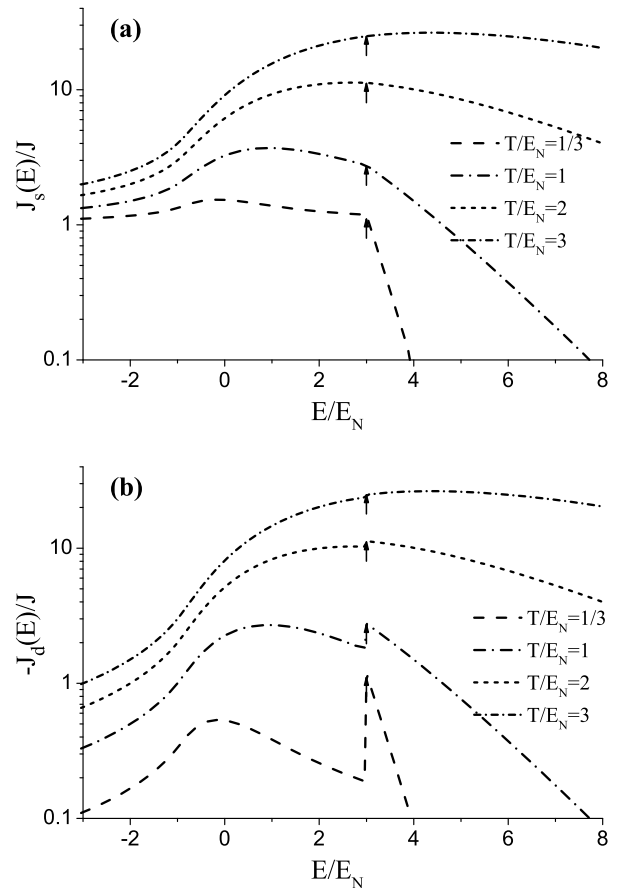 (a)
10
1
0.1
J_s(E)/J
T/E_N=1/3
T/E_N=1
T/E_N=2
T/E_N=3
-2 0 2 4 6 8
E/E_N
(b)
10
1
0.1
-J_d(E)/J
T/E_N=1/3
T/E_N=1
T/E_N=2
T/E_N=3
-2 0 2 4 6 8
E/E_N